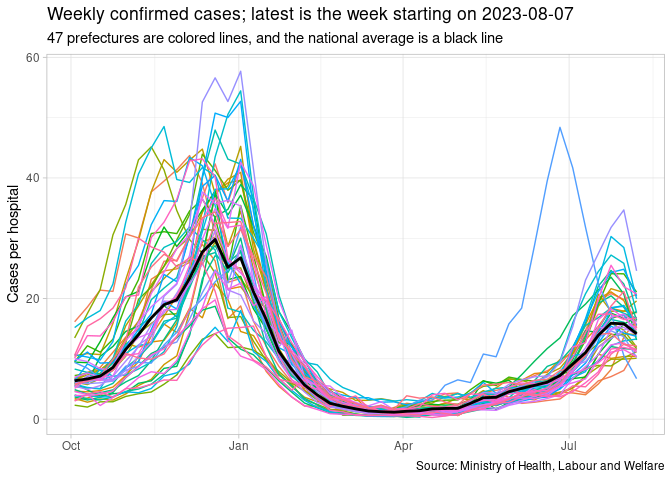 Weekly confirmed cases; latest is the week starting on 2023-08-07
47 prefectures are colored lines, and the national average is a black line
Cases per hospital
60
40
20
0
Oct
Jan
Apr
Jul
Source: Ministry of Health, Labour and Welfare